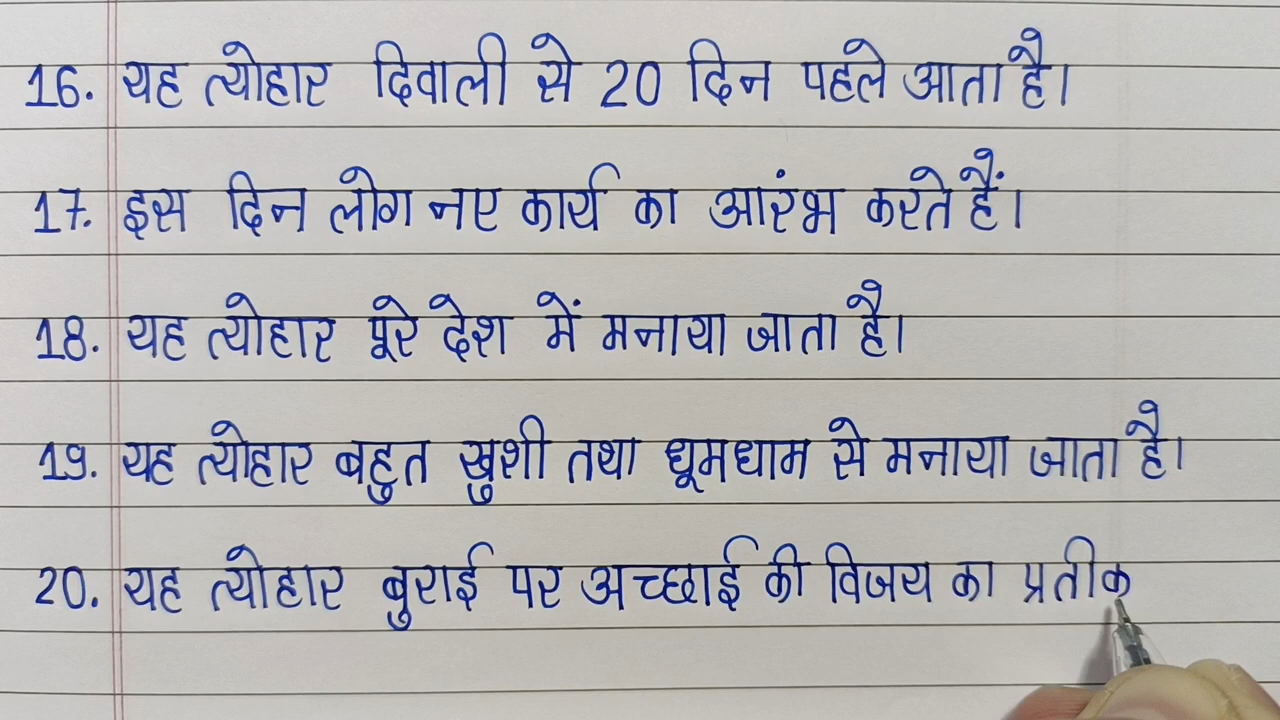 16. यह त्योहार दिवाली से 20 दिन पहले आता है।
17. इस दिन लोग नए कार्य का आरंभ करते हैं।
18. यह त्योहार पूरे देश में मनाया जाता है।
19. यह त्योहार बहुत खुशी तथा धूमधाम से मनाया जाता है।
20. यह त्योहार बुराई पर अच्छाई की विजय का प्रतीक